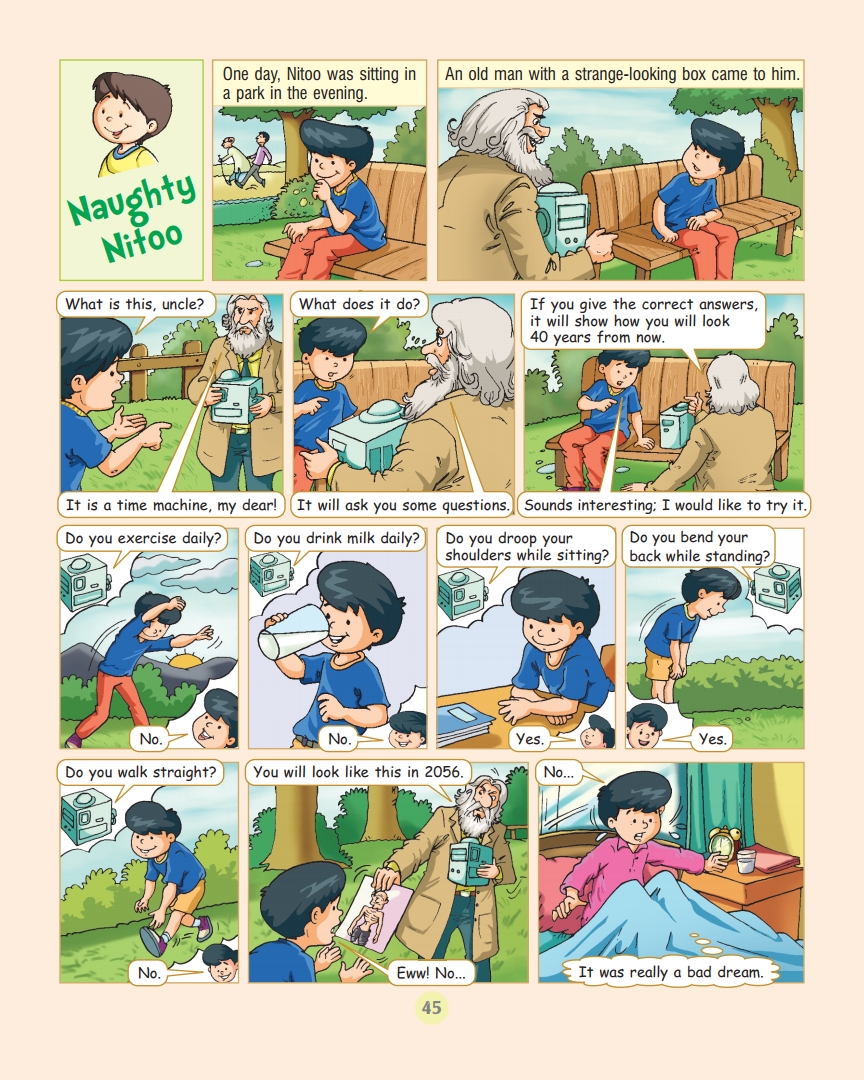 Naughty
Nitoo
One day, Nitoo was sitting in
a park in the evening.
An old man with a strange-looking box came to him.
What is this, uncle?
It is a time machine, my dear!
What does it do?
It will ask you some questions.
If you give the correct answers,
it will show how you will look
40 years from now.
Sounds interesting; I would like to try it.
Do you exercise daily?
No.
Do you drink milk daily?
No.
Do you droop your
shoulders while sitting?
Yes.
Do you bend your
back while standing?
Yes.
Do you walk straight?
No.
You will look like this in 2056.
Eww! No...
No...
It was really a bad dream.
45